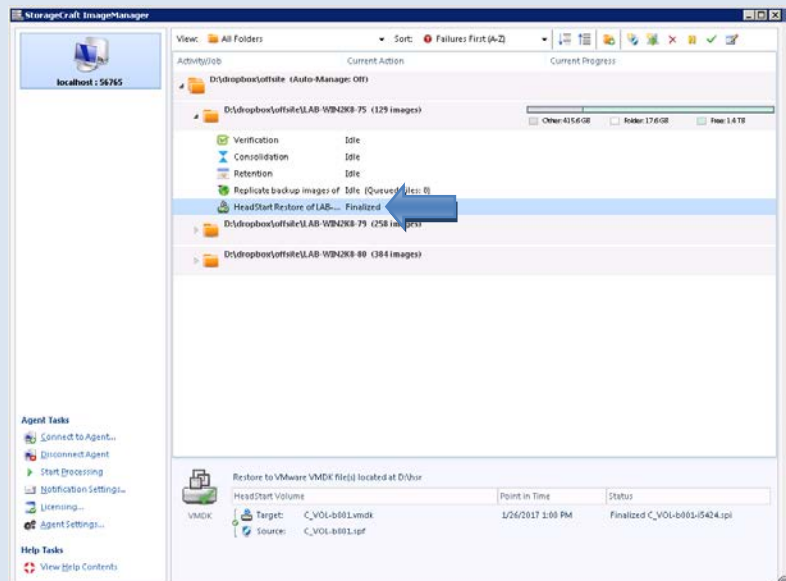 StorageCraft ImageManager
localhost : 56765
View: All Folders Sort: Failures First (A-Z)
Activity/Job Current Action Current Progress
D:\dropbox\offsite (Auto-Manage: Off)
D:\dropbox\offsite\LAB-WIN2K8-75 (129 images)
Other: 415.6 GB Folder: 17.6 GB Free: 1.4 TB
Verification Idle
Consolidation Idle
Retention Idle
Replicate backup images of Idle (Queued files: 0)
HeadStart Restore of LAB-... Finalized
D:\dropbox\offsite\LAB-WIN2K8-79 (258 images)
D:\dropbox\offsite\LAB-WIN2K8-80 (384 images)
Agent Tasks
Connect to Agent...
Disconnect Agent
Start Processing
Notification Settings...
Licensing...
Agent Settings...
Help Tasks
View Help Contents
VMDK
Restore to VMware VMDK file(s) located at D:\hsr
HeadStart Volume Point in Time Status
Target: C_VOL-b001.vmdk 1/26/2017 1:00 PM Finalized C_VOL-b001-i5424.spi
Source: C_VOL-b001.spf